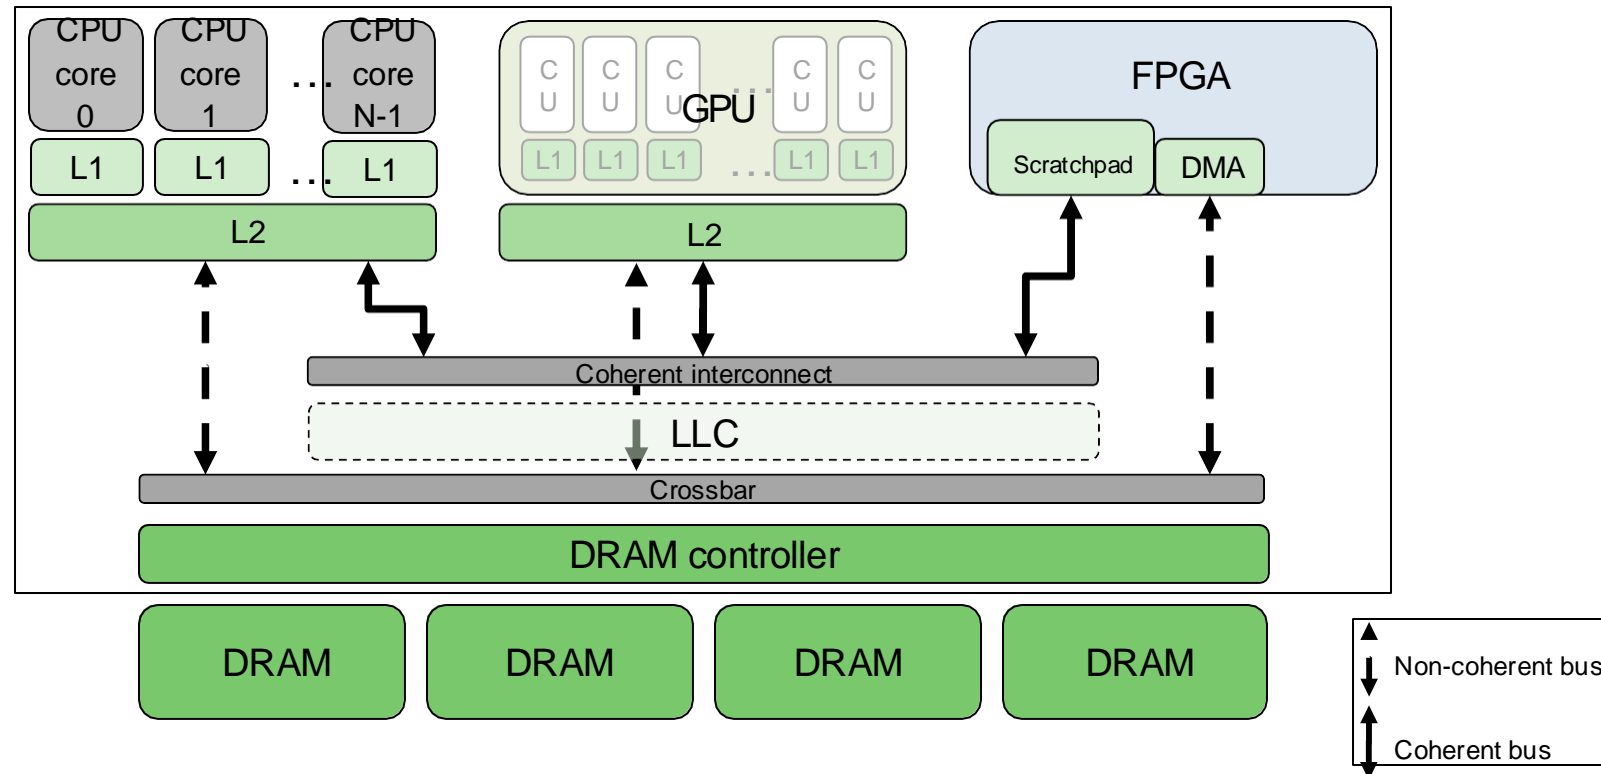 CPU core 0
CPU core 1
...
CPU core N-1
L1
L1
...
L1
L2
C U
C U
C U
...
C U
C U
GPU
L1
L1
L1
...
L1
L1
L2
FPGA
Scratchpad
DMA
Coherent interconnect
LLC
Crossbar
DRAM controller
DRAM
DRAM
DRAM
DRAM
Non-coherent bus
Coherent bus